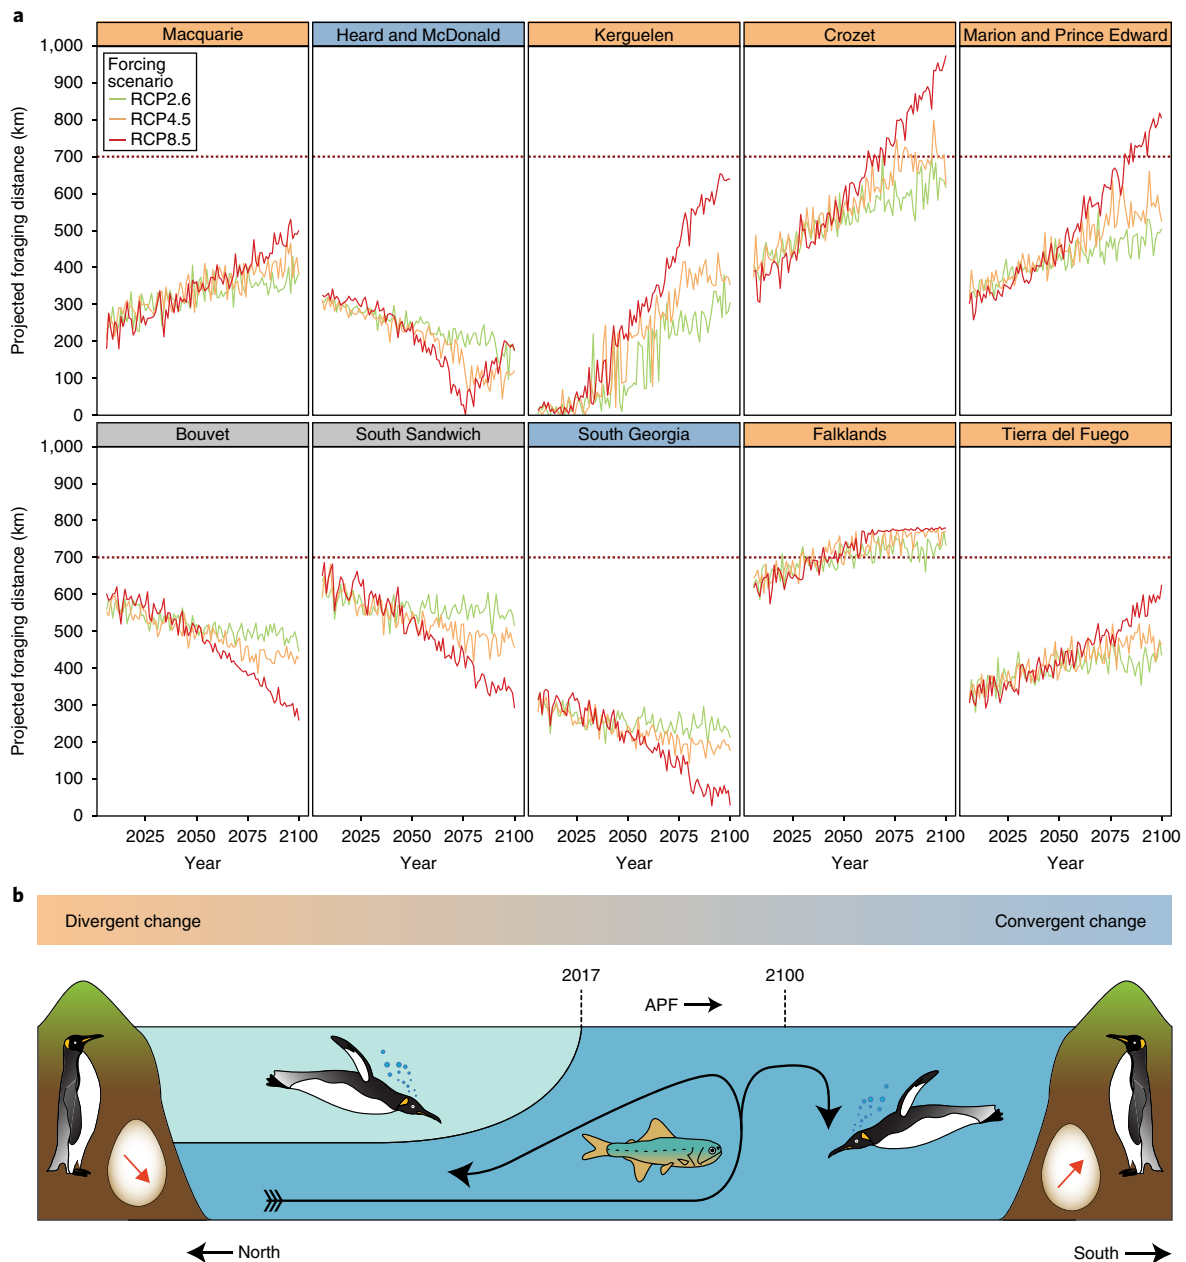 a
Macquarie
Heard and McDonald
Kerguelen
Crozet
Marion and Prince Edward
Projected foraging distance (km)
1,000
900
800
700
600
500
400
300
200
100
0
Forcing
scenario
RCP2.6
RCP4.5
RCP8.5
Bouvet
South Sandwich
South Georgia
Falklands
Tierra del Fuego
Projected foraging distance (km)
1,000
900
800
700
600
500
400
300
200
100
0
2025 2050 2075 2100
2025 2050 2075 2100
2025 2050 2075 2100
2025 2050 2075 2100
2025 2050 2075 2100
Year
Year
Year
Year
Year
b
Divergent change
Convergent change
2017
2100
APF
North
South